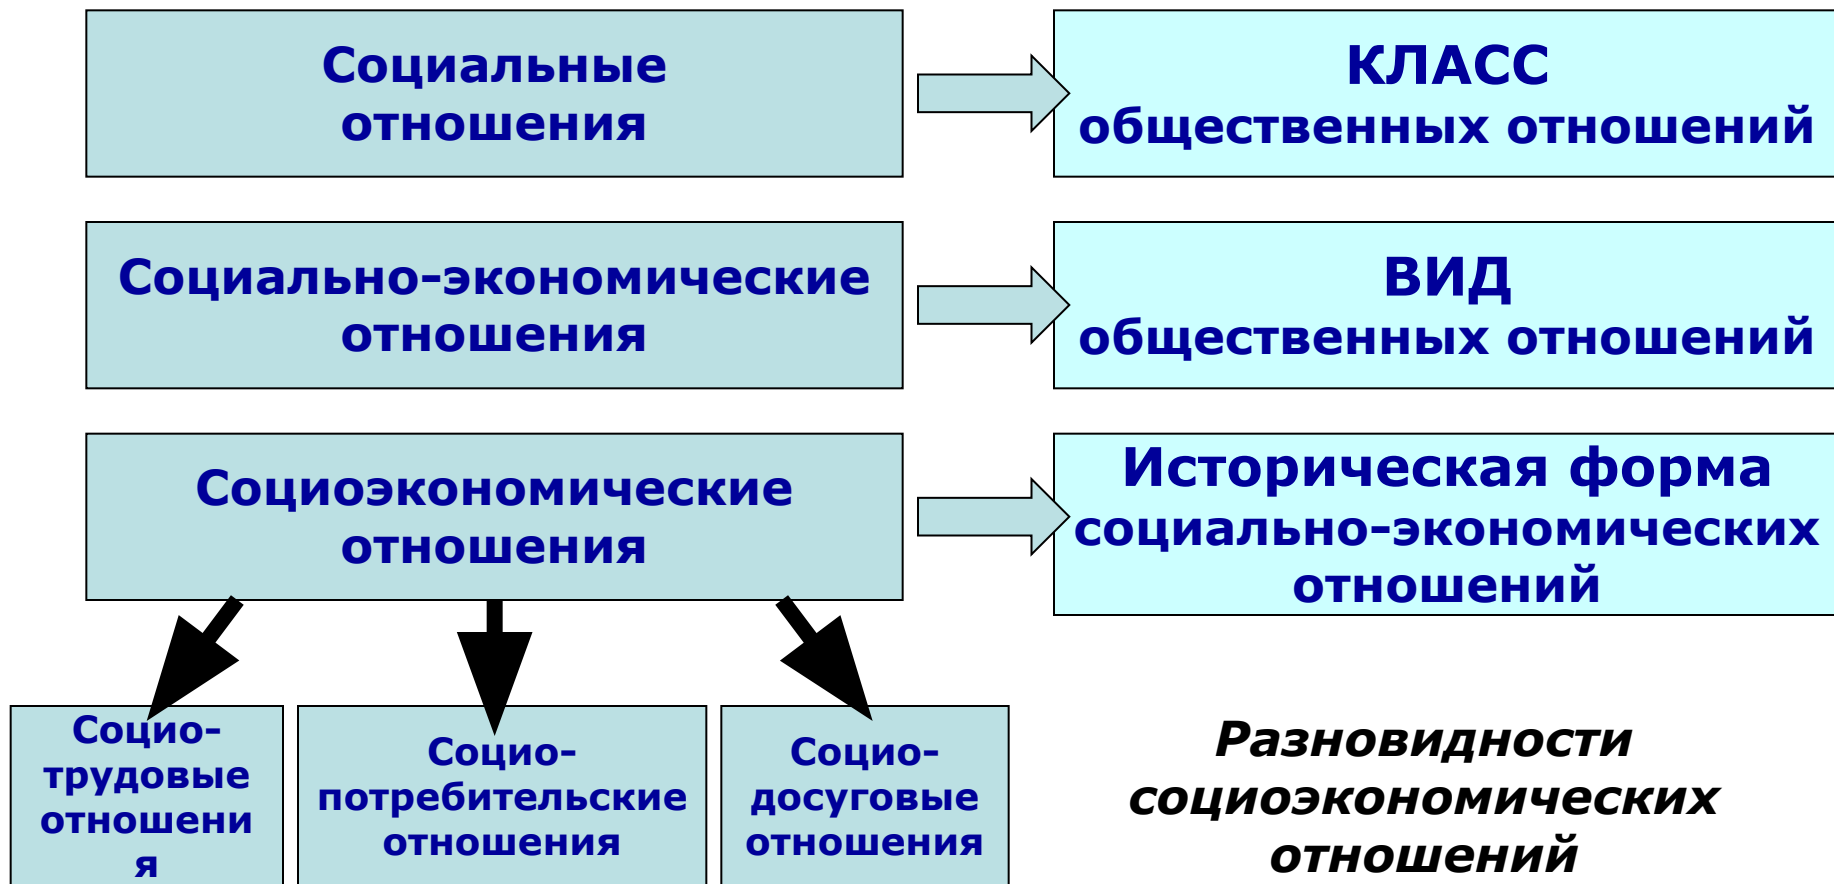 Социальные
отношения
КЛАСС
общественных отношений
Социально-экономические
отношения
ВИД
общественных отношений
Социоэкономические
отношения
Историческая форма
социально-экономических
отношений
Социо-
трудовые
отношени
я
Социо-
потребительские
отношения
Социо-
досуговые
отношения
Разновидности
социоэкономических
отношений